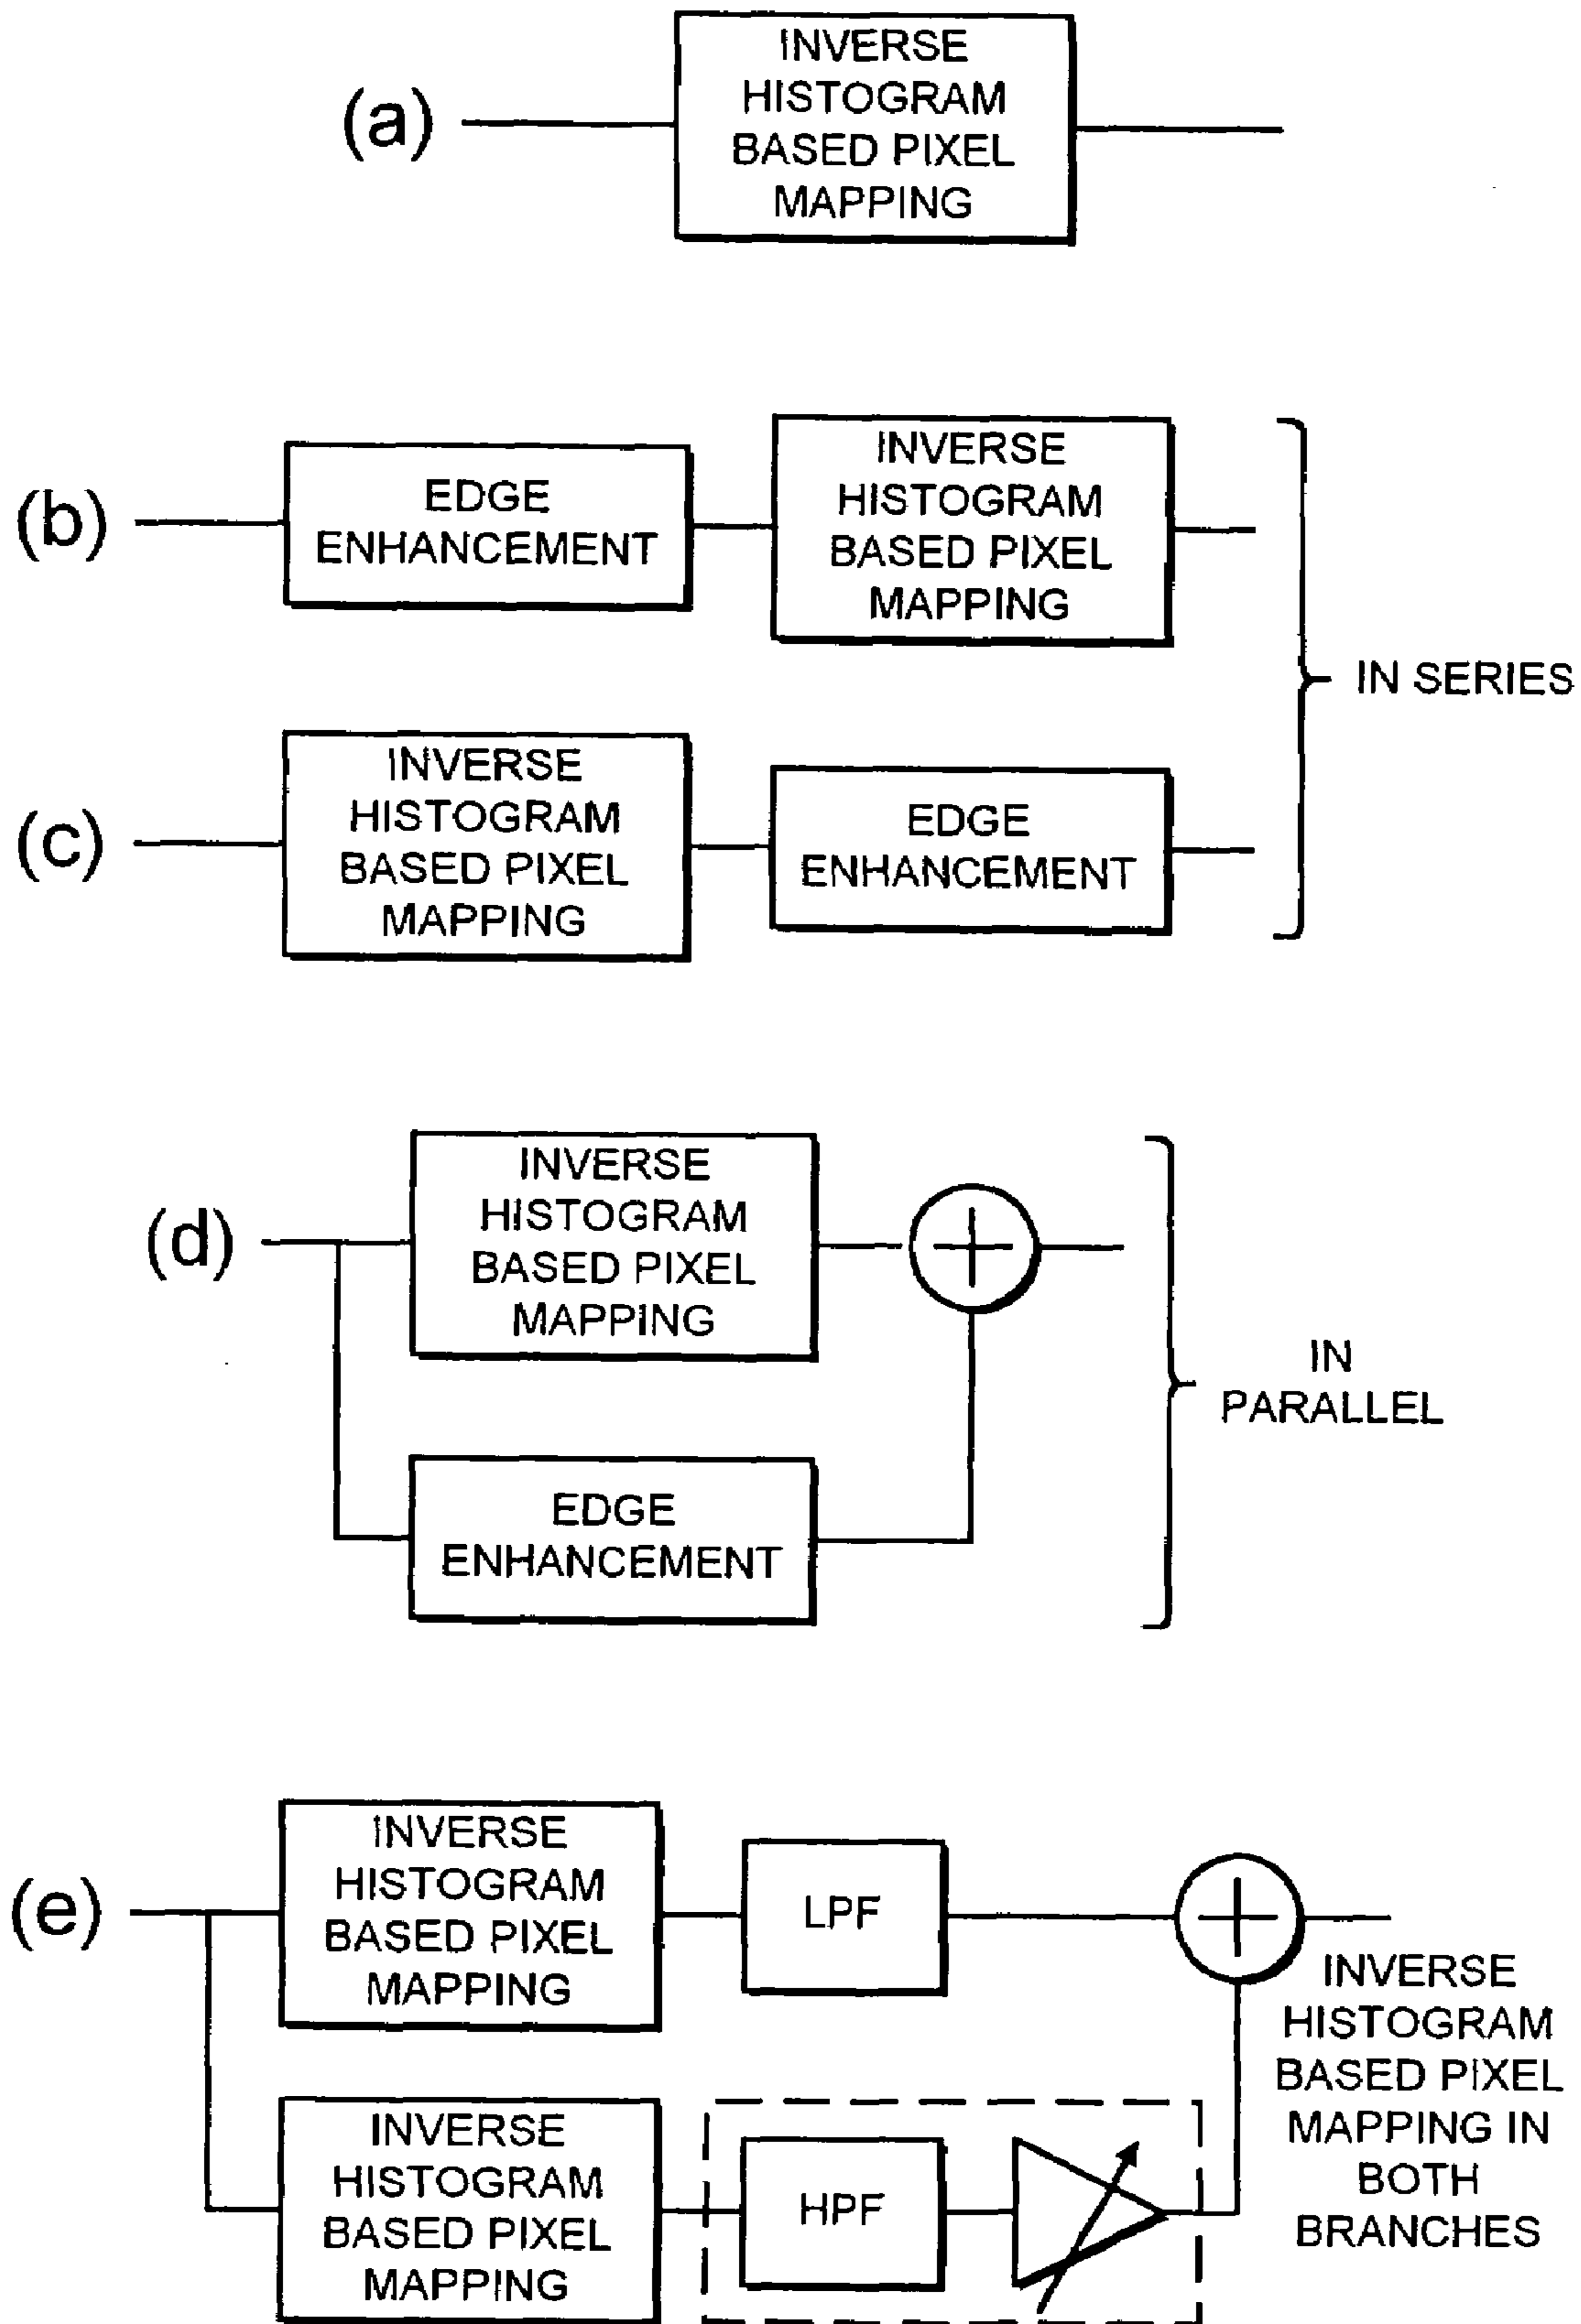 (a)
INVERSE
HISTOGRAM
BASED PIXEL
MAPPING
(b)
EDGE
ENHANCEMENT
INVERSE
HISTOGRAM
BASED PIXEL
MAPPING
(c)
INVERSE
HISTOGRAM
BASED PIXEL
MAPPING
EDGE
ENHANCEMENT
IN SERIES
(d)
INVERSE
HISTOGRAM
BASED PIXEL
MAPPING
EDGE
ENHANCEMENT
IN
PARALLEL
(e)
INVERSE
HISTOGRAM
BASED PIXEL
MAPPING
LPF
INVERSE
HISTOGRAM
BASED PIXEL
MAPPING
HPF
INVERSE
HISTOGRAM
BASED PIXEL
MAPPING IN
BOTH
BRANCHES